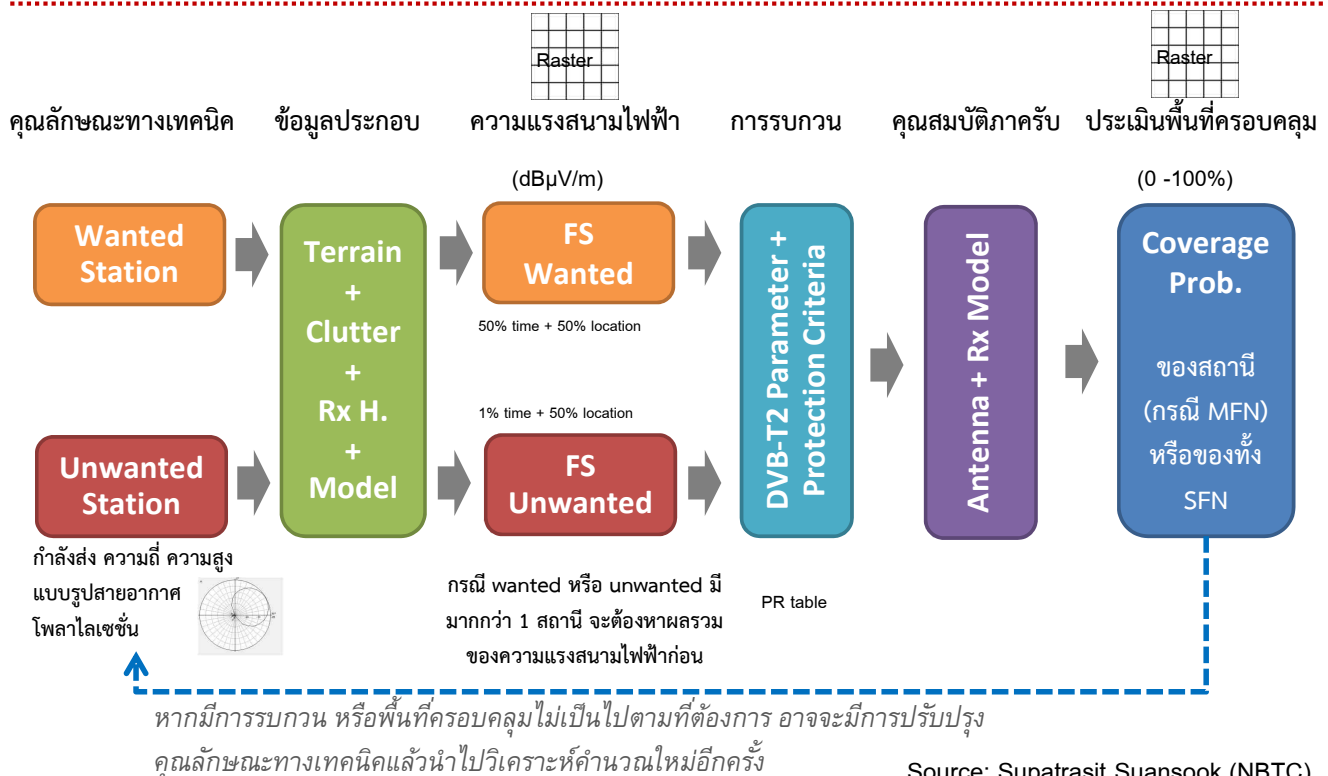 Raster
Raster
คุณลักษณะทางเทคนิค
ข้อมูลประกอบ
ความแรงสนามไฟฟ้า
การรบกวน
คุณสมบัติภาครับ
ประเมินพื้นที่ครอบคลุม
(dBµV/m)
(0 -100%)
Wanted
Station
Terrain
+
Clutter
+
Rx H.
+
Model
FS
Wanted
50% time + 50% location
1% time + 50% location
Unwanted
Station
FS
Unwanted
DVB-T2 Parameter +
Protection Criteria
Antenna + Rx Model
Coverage
Prob.
ของสถานี
(กรณี MFN)
หรือของทั้ง
SFN
กำลังส่ง ความถี่ ความสูง
แบบรูปสายอากาศ
โพลาไลเซชั่น
กรณี wanted หรือ unwanted มี
มากกว่า 1 สถานี จะต้องหาผลรวม
ของความแรงสนามไฟฟ้าก่อน
PR table
หากมีการรบกวน หรือพื้นที่ครอบคลุมไม่เป็นไปตามที่ต้องการ อาจจะมีการปรับปรุง
คุณลักษณะทางเทคนิคแล้วนำไปวิเคราะห์คำนวณใหม่อีกครั้ง
Source: Supatrasit Suansook (NBTC)